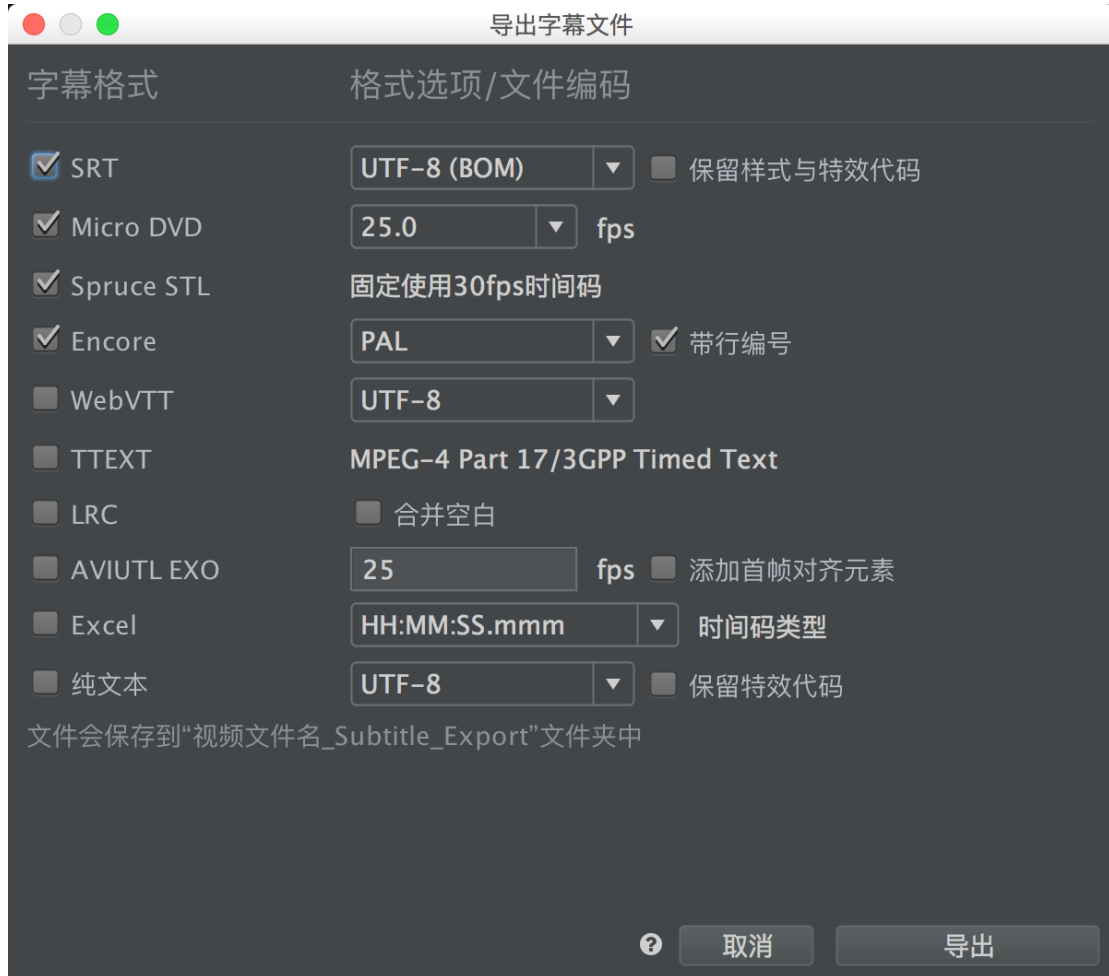 导出字幕文件
字幕格式 格式选项/文件编码
SRT UTF-8 (BOM) 保留样式与特效代码
Micro DVD 25.0 fps
Spruce STL 固定使用30fps时间码
Encore PAL 带行编号
WebVTT UTF-8
TTEXT MPEG-4 Part 17/3GPP Timed Text
LRC 合并空白
AVIUTL EXO 25 fps 添加首帧对齐元素
Excel HH:MM:SS.mmm 时间码类型
纯文本 UTF-8 保留特效代码
文件会保存到“视频文件名_Subtitle_Export”文件夹中
? 取消 导出